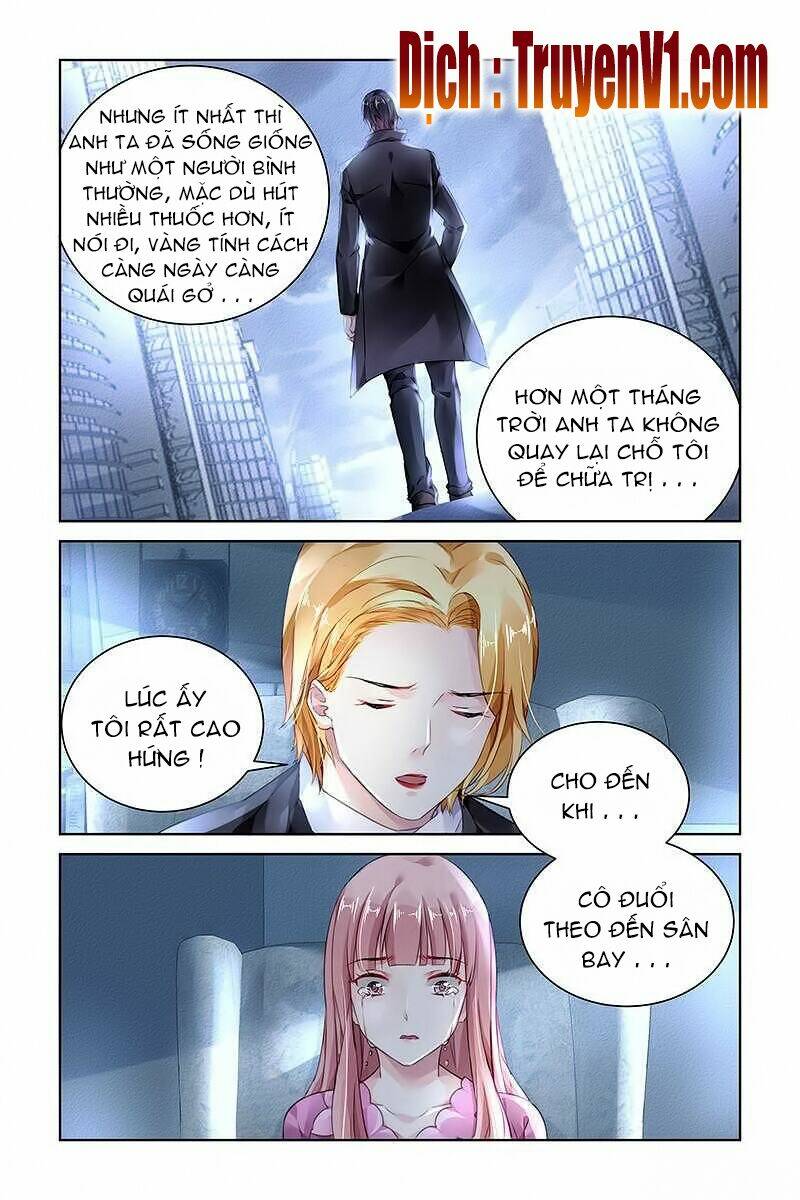 Dịch : TruyenV1.com
NHƯNG ÍT NHẤT THÌ
ANH TA ĐÃ SỐNG GIỐNG
NHƯ MỘT NGƯỜI BÌNH
THƯỜNG, MẶC DÙ HÚT
NHIỀU THUỐC HƠN, ÍT
NÓI ĐI, VÀNG TÍNH CÁCH
CÀNG NGÀY CÀNG
QUÁI GỞ . . .
HƠN MỘT THÁNG
TRỜI ANH TA KHÔNG
QUAY LẠI CHỖ TÔI
ĐỂ CHỮA TRỊ . . .
LÚC ẤY
TÔI RẤT CAO
HỨNG !
CHO ĐẾN
KHI . . .
CÔ ĐUỔI
THEO ĐẾN SÂN
BAY . . .